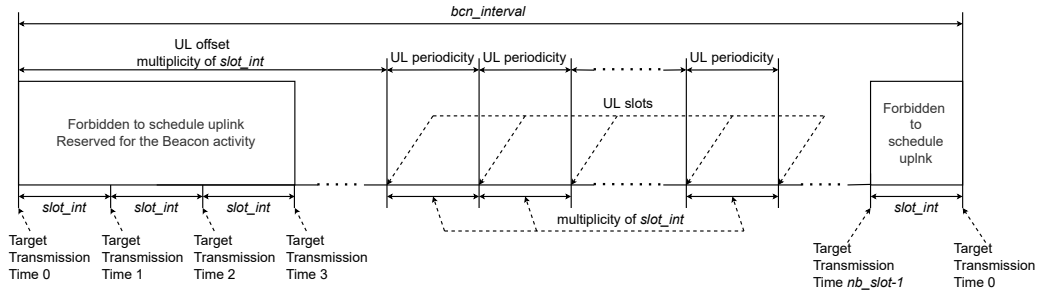 bcn_interval
UL offset
multiplicity of slot_int
UL periodicity
UL periodicity
UL periodicity
UL slots
Forbidden to schedule uplink
Reserved for the Beacon activity
Forbidden
to
schedule
uplnk
slot_int
slot_int
slot_int
multiplicity of slot_int
slot_int
Target
Transmission
Time 0
Target
Transmission
Time 1
Target
Transmission
Time 2
Target
Transmission
Time 3
Target
Transmission
Time nb_slot-1
Target
Transmission
Time 0